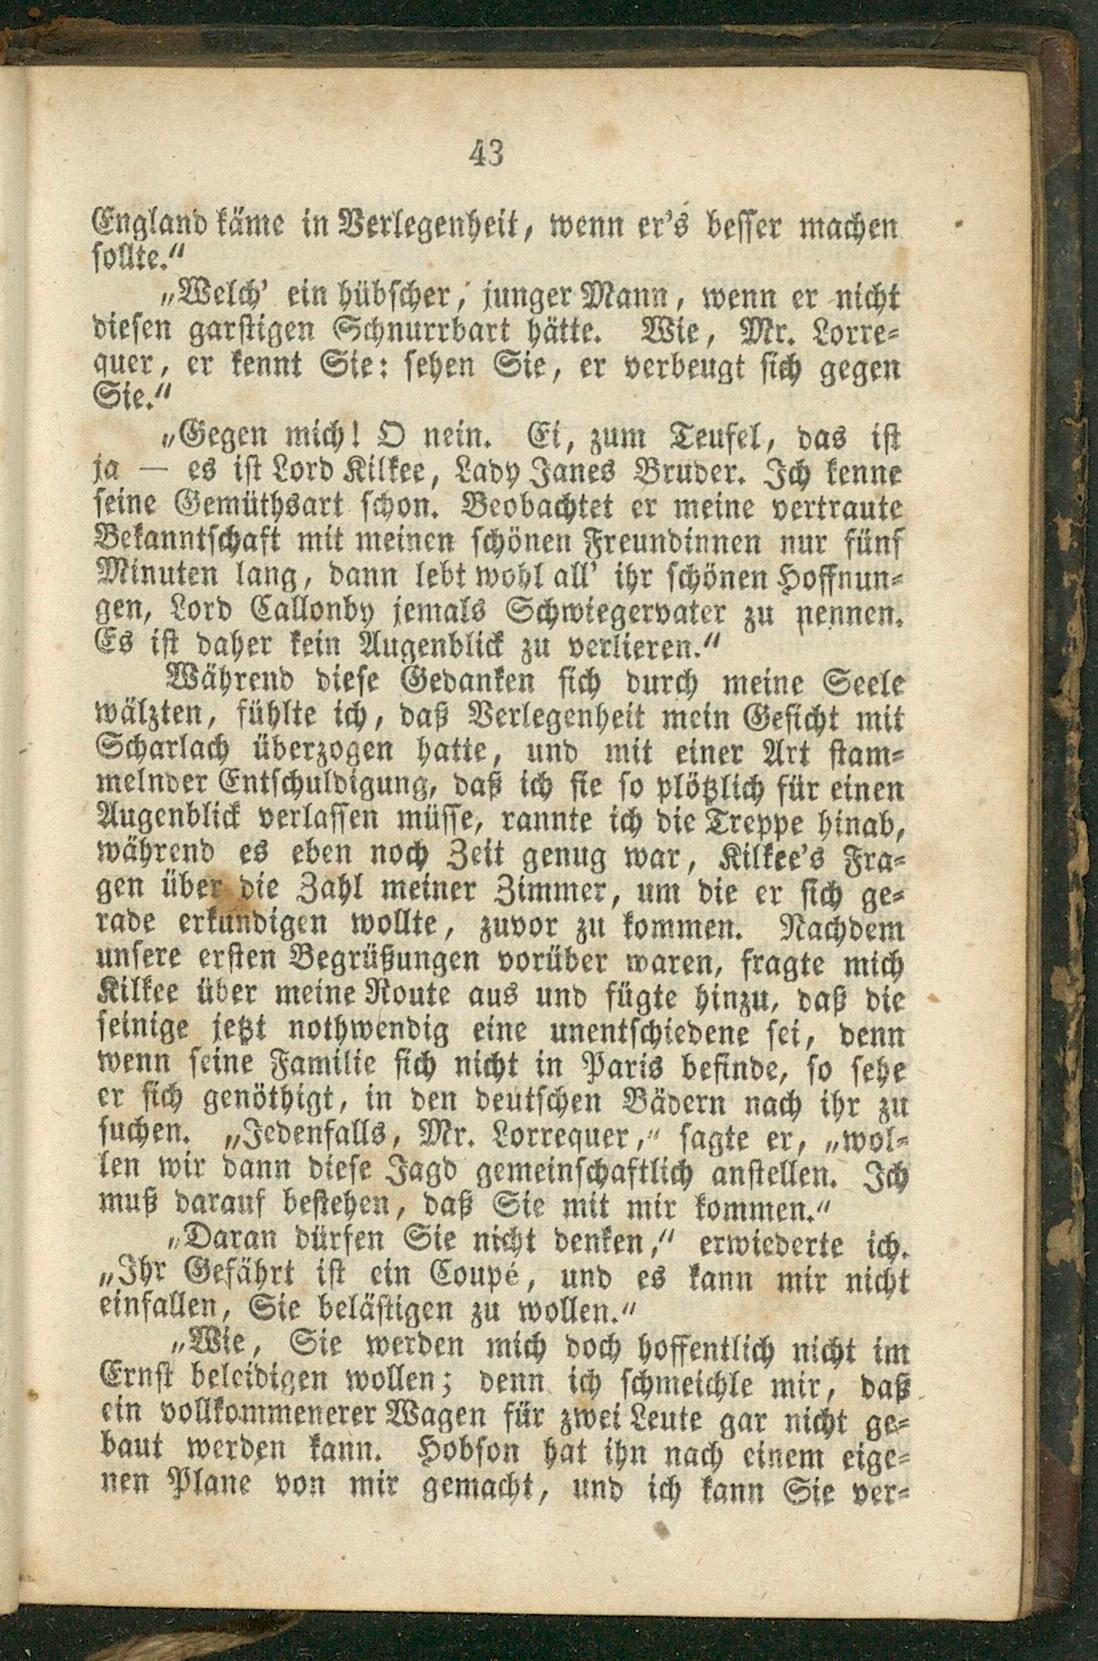 43
England käme in Verlegenheit, wenn er's besser machen
sollte.“
„Welch' ein hübscher, junger Mann, wenn er nicht
diesen garstigen Schnurrbart hätte. Wie, Mr. Lorre-
quer, er kennt Sie: sehen Sie, er verbeugt sich gegen
Sie.“
„Gegen mich! O nein. Ei, zum Teufel, das ist
ja — es ist Lord Kilkee, Lady Janes Bruder. Ich kenne
seine Gemüthsart schon. Beobachtet er meine vertraute
Bekanntschaft mit meinen schönen Freundinnen nur fünf
Minuten lang, dann lebt wohl all' ihr schönen Hoffnun-
gen, Lord Callonby jemals Schwiegervater zu nennen.
Es ist daher kein Augenblick zu verlieren.“
Während diese Gedanken sich durch meine Seele
wälzten, fühlte ich, daß Verlegenheit mein Gesicht mit
Scharlach überzogen hatte, und mit einer Art stam-
melnder Entschuldigung, daß ich sie so plötzlich für einen
Augenblick verlassen müsse, rannte ich die Treppe hinab,
während es eben noch Zeit genug war, Kilkee's Fra-
gen über die Zahl meiner Zimmer, um die er sich ge-
rade erkundigen wollte, zuvor zu kommen. Nachdem
unsere ersten Begrüßungen vorüber waren, fragte mich
Kilkee über meine Route aus und fügte hinzu, daß die
seinige jetzt nothwendig eine unentschiedene sei, denn
wenn seine Familie sich nicht in Paris befinde, so sehe
er sich genöthigt, in den deutschen Bädern nach ihr zu
suchen. „Jedenfalls, Mr. Lorrequer,“ sagte er, „wol-
len wir dann diese Jagd gemeinschaftlich anstellen. Ich
muß darauf bestehen, daß Sie mit mir kommen.“
„Daran dürfen Sie nicht denken,“ erwiederte ich.
„Ihr Gefährt ist ein Coupé, und es kann mir nicht
einfallen, Sie belästigen zu wollen.“
„Wie, Sie werden mich doch hoffentlich nicht im
Ernst beleidigen wollen; denn ich schmeichle mir, daß
ein vollkommenerer Wagen für zwei Leute gar nicht ge-
baut werden kann. Hobson hat ihn nach einem eige-
nen Plane von mir gemacht, und ich kann Sie ver-